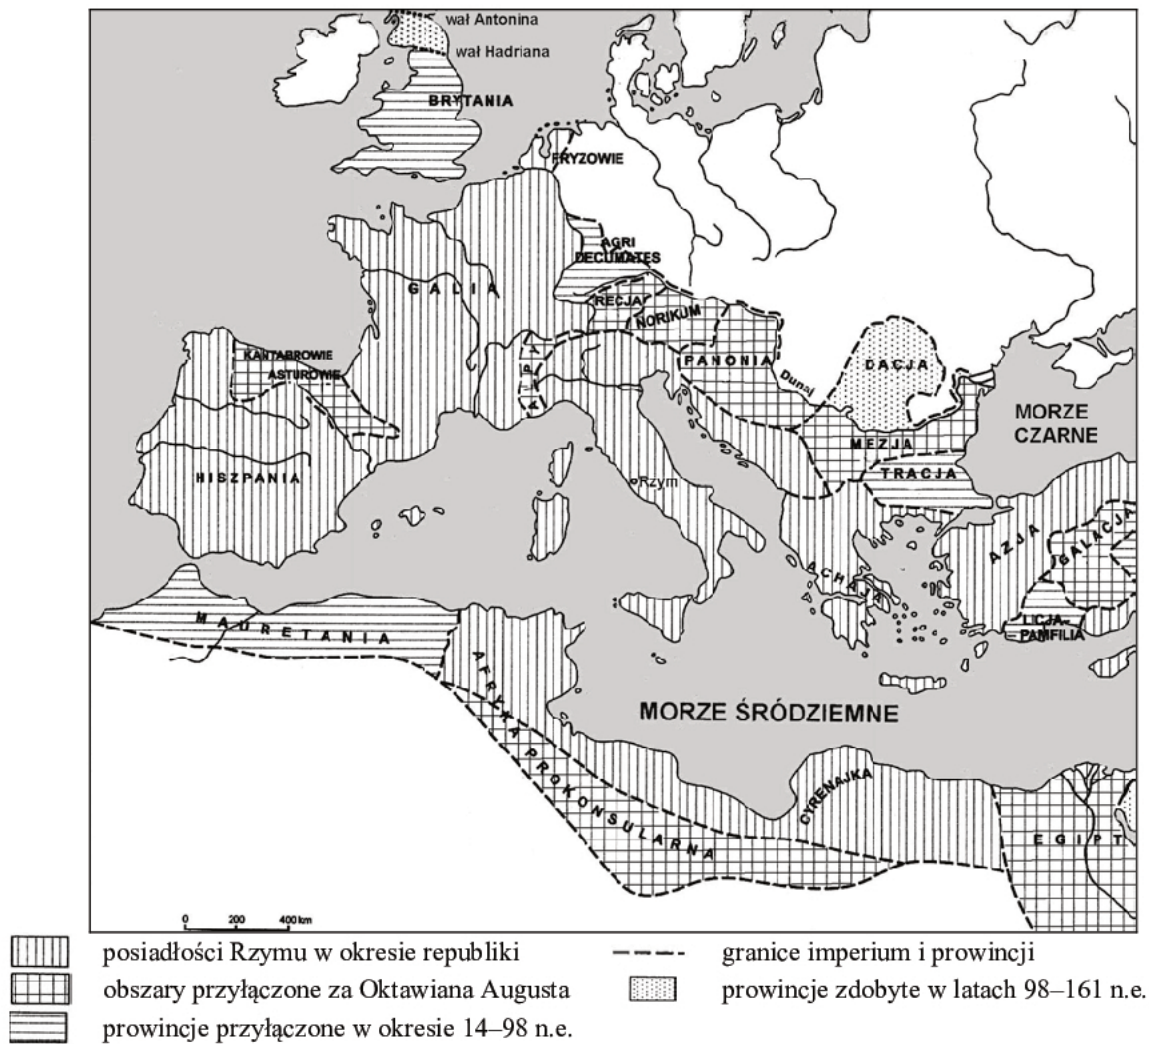 wał Antonina
wał Hadriana
BRYTANIA
FRYZOWIE
AGRI
DECUMATES
GALIA
RECJA
NORIKUM
KANTABROWIE
ASTUROWIE
ALPY
PANONIA
Dunaj
DACJA
MORZE
CZARNE
MEZJA
TRACJA
HISZPANIA
Rzym
AZJA
GALACJA
ACHAJA
LICJA-
PAMFILIA
MAURETANIA
AFRYKA PROKONSULARNA
MORZE ŚRÓDZIEMNE
CYRENAJKA
EGIPT
0 200 400 km
posiadłości Rzymu w okresie republiki
granice imperium i prowincji
obszary przyłączone za Oktawiana Augusta
prowincje zdobyte w latach 98–161 n.e.
prowincje przyłączone w okresie 14–98 n.e.